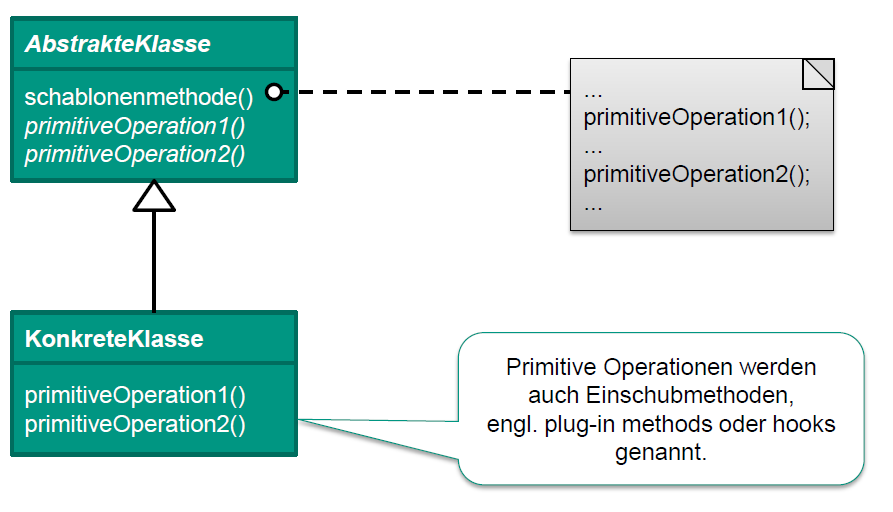 AbstrakteKlasse
schablonenmethode()
primitiveOperation1()
primitiveOperation2()
...
primitiveOperation1();
...
primitiveOperation2();
...
KonkreteKlasse
primitiveOperation1()
primitiveOperation2()
Primitive Operationen werden
auch Einschubmethoden,
engl. plug-in methods oder hooks
genannt.